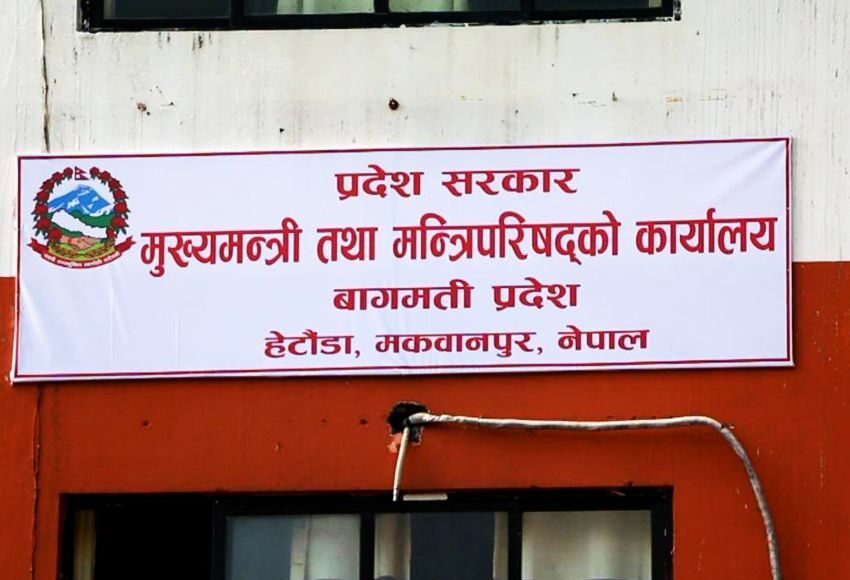 प्रदेश सरकार
मुख्यमन्त्री तथा मन्त्रिपरिषद्को कार्यालय
बागमती प्रदेश
हेटौंडा, मकवानपुर, नेपाल